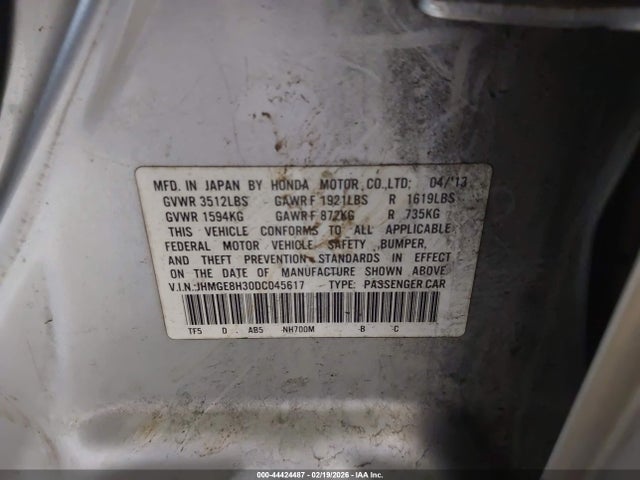 MFD. IN JAPAN BY HONDA MOTOR CO.,LTD: 04/'13
GVWR 3512LBS GAWR F 1921LBS R 1619LBS
GVWR 1594KG GAWR F 872KG R 735KG
THIS VEHICLE CONFORMS TO ALL APPLICABLE
FEDERAL MOTOR VEHICLE SAFETY BUMPER,
AND THEFT PREVENTION STANDARDS IN EFFECT
ON THE DATE OF MANUFACTURE SHOWN ABOVE.
V.I.N.:JHMGE8H30DC045617 TYPE: PASSENGER CAR
TF5 D AB5 -NH700M -B -C
000-44424487 - 02/19/2026 - IAA Inc.